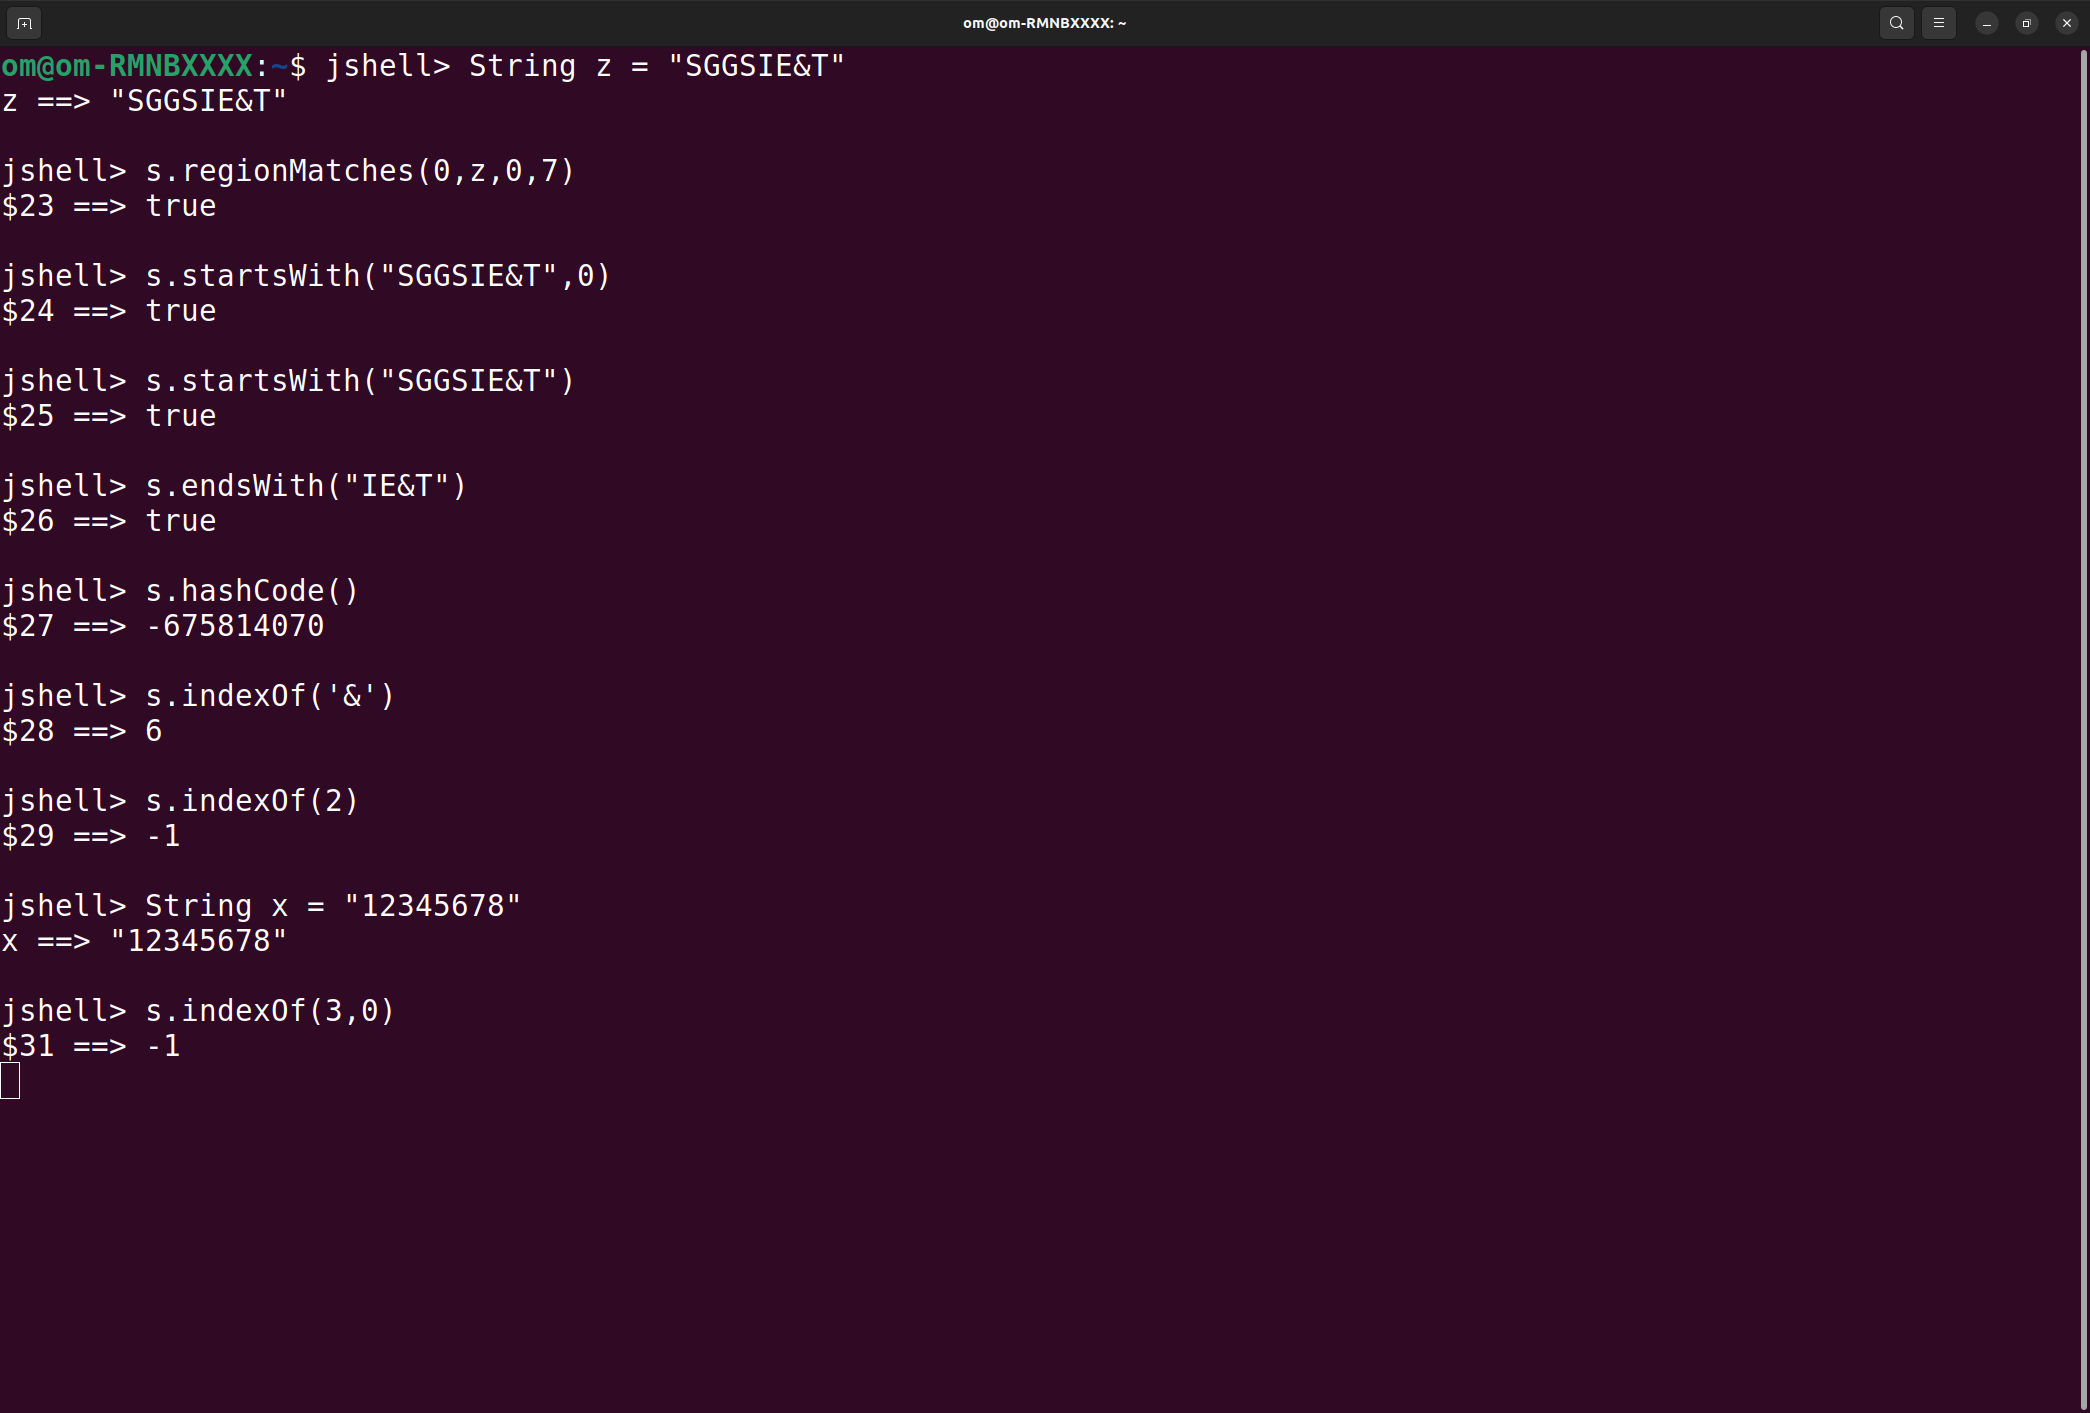 om@om-RMNBXXXX: ~
om@om-RMNBXXXX:~$ jshell> String z = "SGGSIE&T"
z ==> "SGGSIE&T"
jshell> s.regionMatches(0,z,0,7)
$23 ==> true
jshell> s.startsWith("SGGSIE&T",0)
$24 ==> true
jshell> s.startsWith("SGGSIE&T")
$25 ==> true
jshell> s.endsWith("IE&T")
$26 ==> true
jshell> s.hashCode()
$27 ==> -675814070
jshell> s.indexOf('&')
$28 ==> 6
jshell> s.indexOf(2)
$29 ==> -1
jshell> String x = "12345678"
x ==> "12345678"
jshell> s.indexOf(3,0)
$31 ==> -1